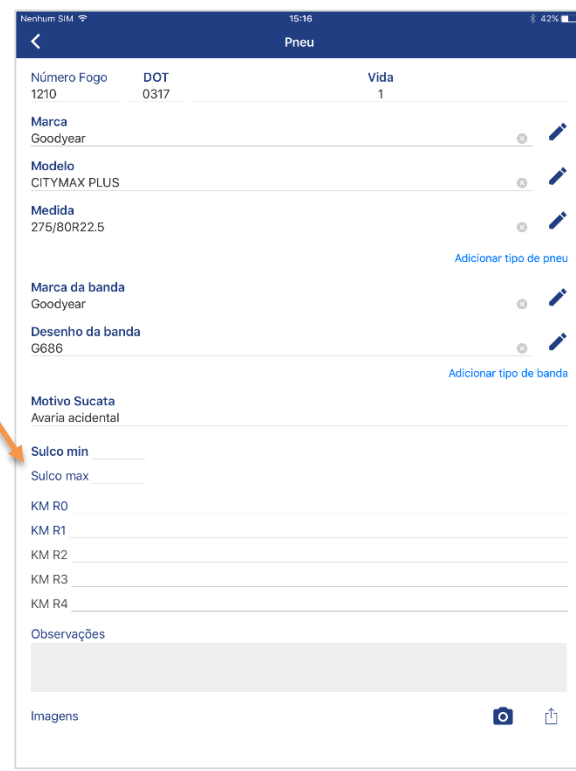 Nenhum SIM 15:16 42%
Pneu
Número Fogo DOT Vida
1210 0317 1
Marca
Goodyear
Modelo
CITYMAX PLUS
Medida
275/80R22.5
Adicionar tipo de pneu
Marca da banda
Goodyear
Desenho da banda
G686
Adicionar tipo de banda
Motivo Sucata
Avaria acidental
Sulco min
Sulco max
KM R0
KM R1
KM R2
KM R3
KM R4
Observações
Imagens